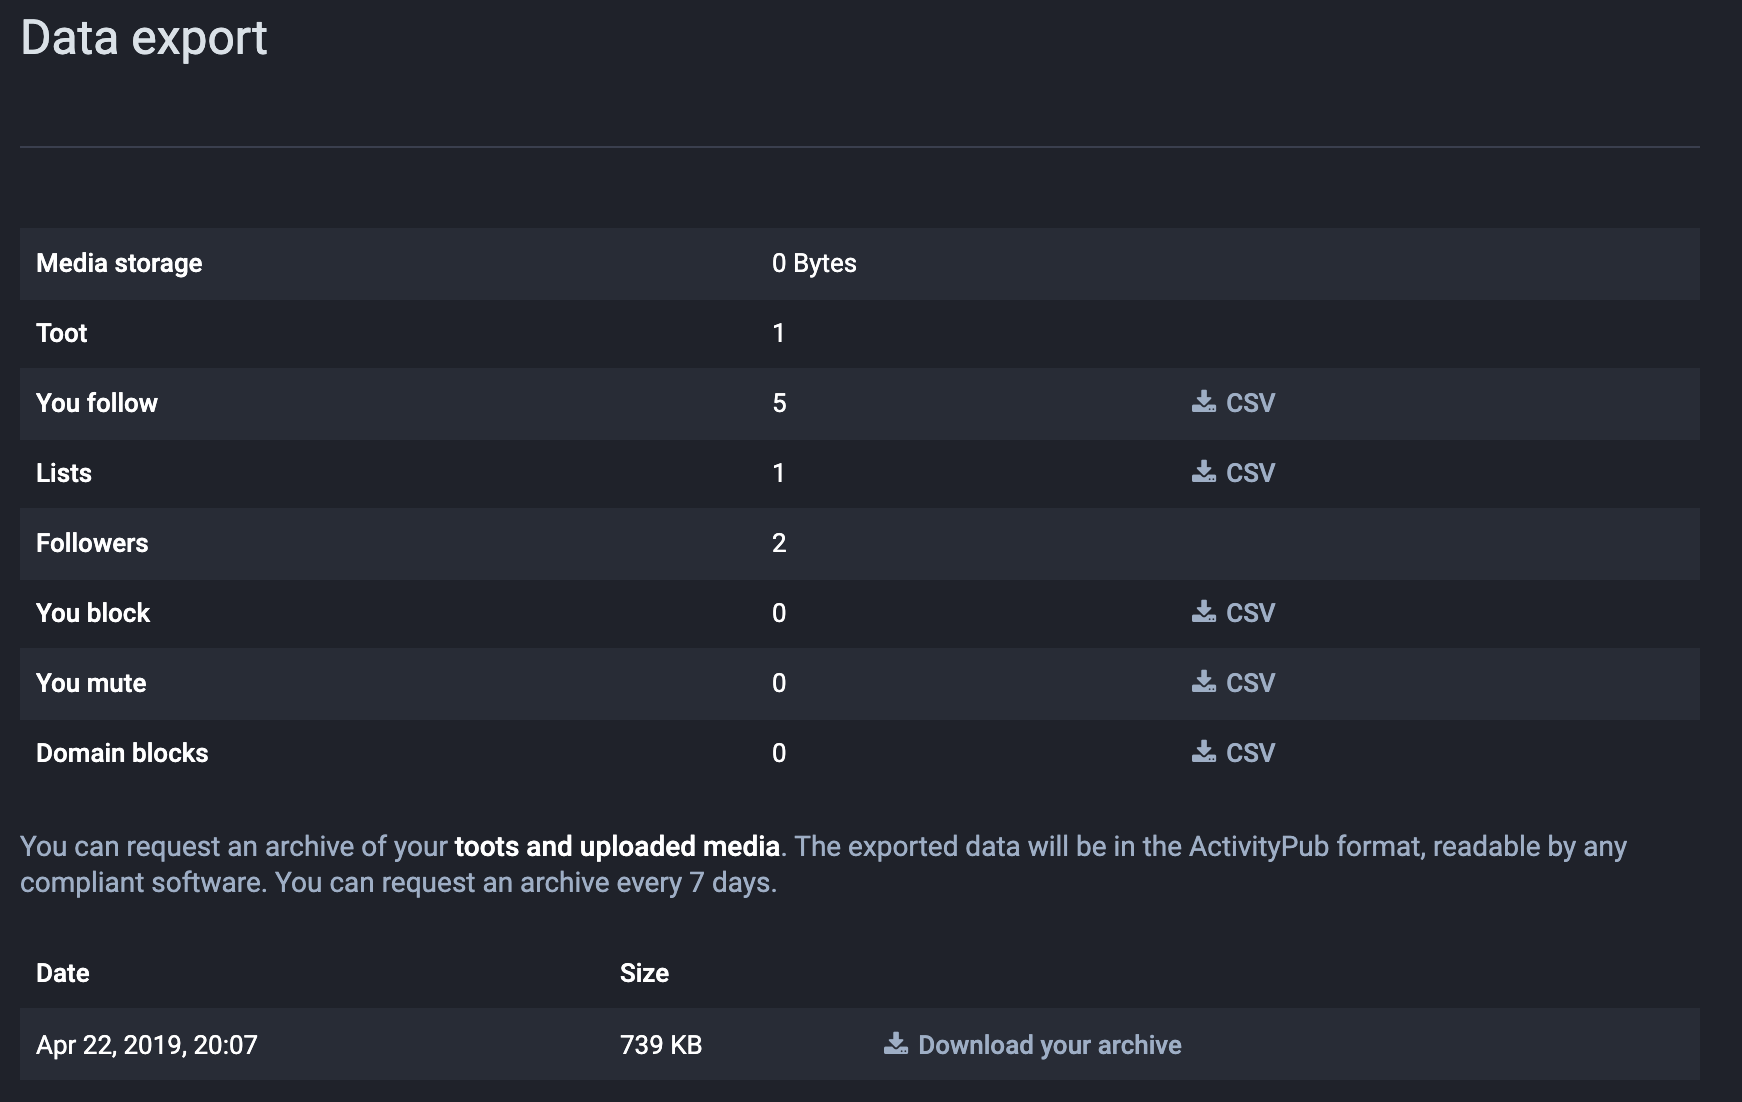 Data export
Media storage 0 Bytes
Toot 1
You follow 5 CSV
Lists 1 CSV
Followers 2
You block 0 CSV
You mute 0 CSV
Domain blocks 0 CSV
You can request an archive of your toots and uploaded media. The exported data will be in the ActivityPub format, readable by any
compliant software. You can request an archive every 7 days.
Date Size
Apr 22, 2019, 20:07 739 KB Download your archive